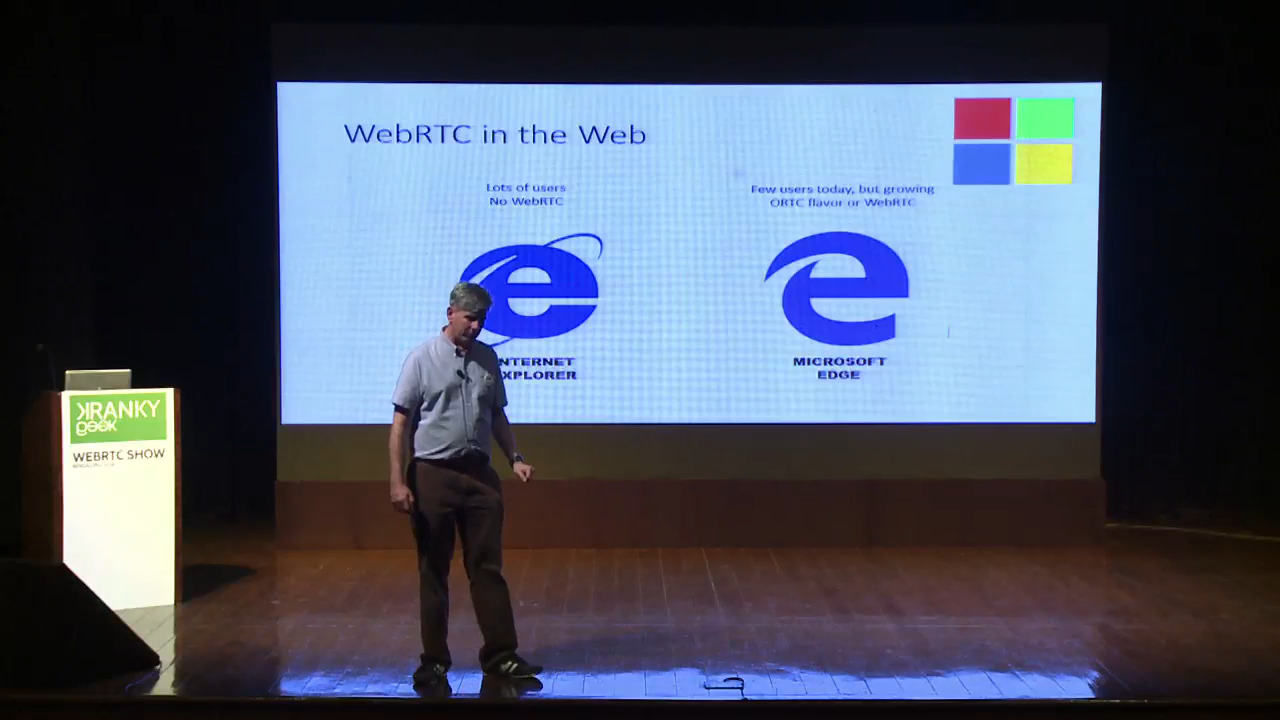 WebRTC in the Web
Lots of users
No WebRTC
Few users today, but growing
ORTC flavor or WebRTC
NTERNET
XPLORER
MICROSOFT
EDGE
KRANKY
geek
WEBRTC SHOW